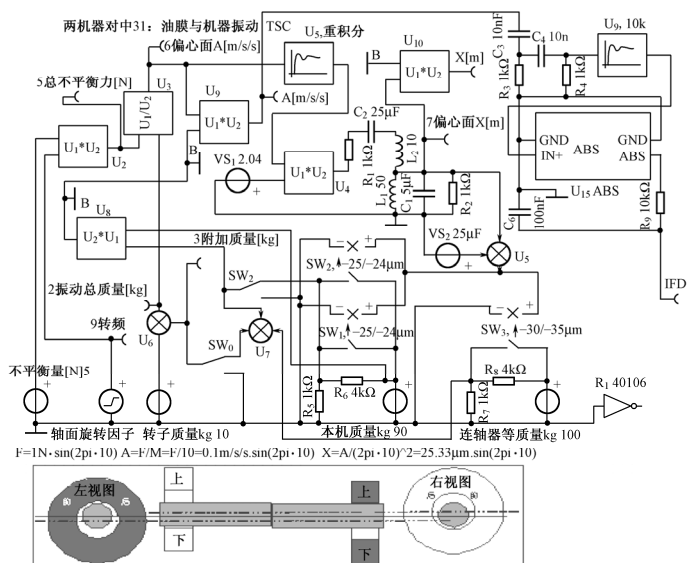 两机器对中31：油膜与机器振动
TSC
6偏心面A[m/s/s]
U5,重积分
U10
B
U1*U2
X[m]
C3 10nF
C4 10n
U9, 10k
R3 1kΩ
R4 1kΩ
5总不平衡力[N]
U3
U1/U2
U9
U1*U2
A[m/s/s]
U1*U2
U2
B
C2 25μF
R1 1kΩ
L2 10
7偏心面X[m]
VS1 2.04
U1*U2
U4
L1 50
C1 5μF
R2 1kΩ
GND
IN+
ABS
GND
ABS
U15 ABS
C6
100nF
R9 10kΩ
IFD
B
U8
U2*U1
3附加质量[kg]
VS2 25μF
U5
SW2
SW2, -25/-24μm
2振动总质量[kg]
U6
9转频
SW0
U7
SW1, -25/-24μm
SW3, -30/-35μm
不平衡量[N]5
R5 1kΩ
R6 4kΩ
R7 1kΩ
R8 4kΩ
R1 40106
轴面旋转因子
转子质量kg 10
本机质量kg 90
连轴器等质量kg 100
F=1N·sin(2pi·10) A=F/M=F/10=0.1m/s/s.sin(2pi·10) X=A/(2pi·10)^2=25.33μm.sin(2pi·10)
左视图
上
下
上
下
右视图